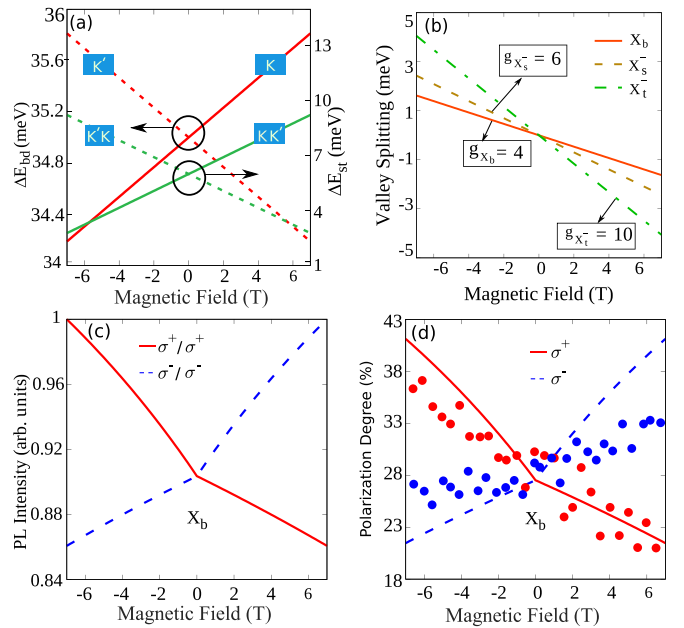 (a)
36
35.6
35.2
34.8
34.4
34
ΔE_bd (meV)
13
10
7
4
1
ΔE_st (meV)
K′
K
K′K
KK′
-6 -4 -2 0 2 4 6
Magnetic Field (T)
(b)
5
3
1
-1
-3
-5
Valley Splitting (meV)
X_b
X_s^-
X_t^-
g_{X_s^-} = 6
g_{X_b} = 4
g_{X_t^-} = 10
-6 -4 -2 0 2 4 6
Magnetic Field (T)
(c)
1
0.96
0.92
0.88
0.84
PL Intensity (arb. units)
σ^+/σ^+
σ^-/σ^-
X_b
-6 -4 -2 0 2 4 6
Magnetic Field (T)
(d)
43
38
33
28
23
18
Polarization Degree (%)
σ^+
σ^-
X_b
-6 -4 -2 0 2 4 6
Magnetic Field (T)